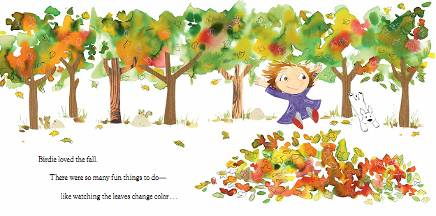 Birdie loved the fall.
There were so many fun things to do—
like watching the leaves change color . . .